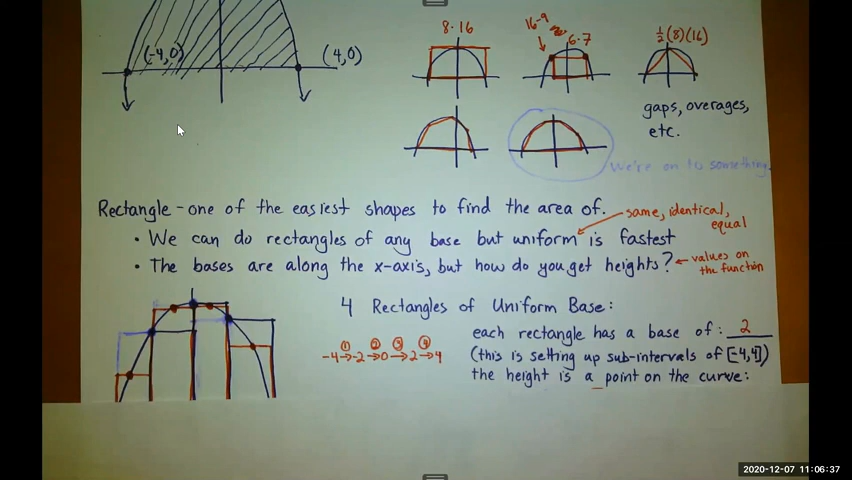 (-4,0)
(4,0)
8·16
16-9
6·7
½(8)(16)
gaps, overages,
etc.
We're on to something
Rectangle - one of the easiest shapes to find the area of.
same, identical,
equal
• We can do rectangles of any base but uniform is fastest
• The bases are along the x-axis, but how do you get heights? ← values on
the function
4 Rectangles of Uniform Base:
each rectangle has a base of: 2
① ② ③ ④
-4→-2→0→2→4
(this is setting up sub-intervals of [-4,4])
the height is a point on the curve:
2020-12-07 11:06:37